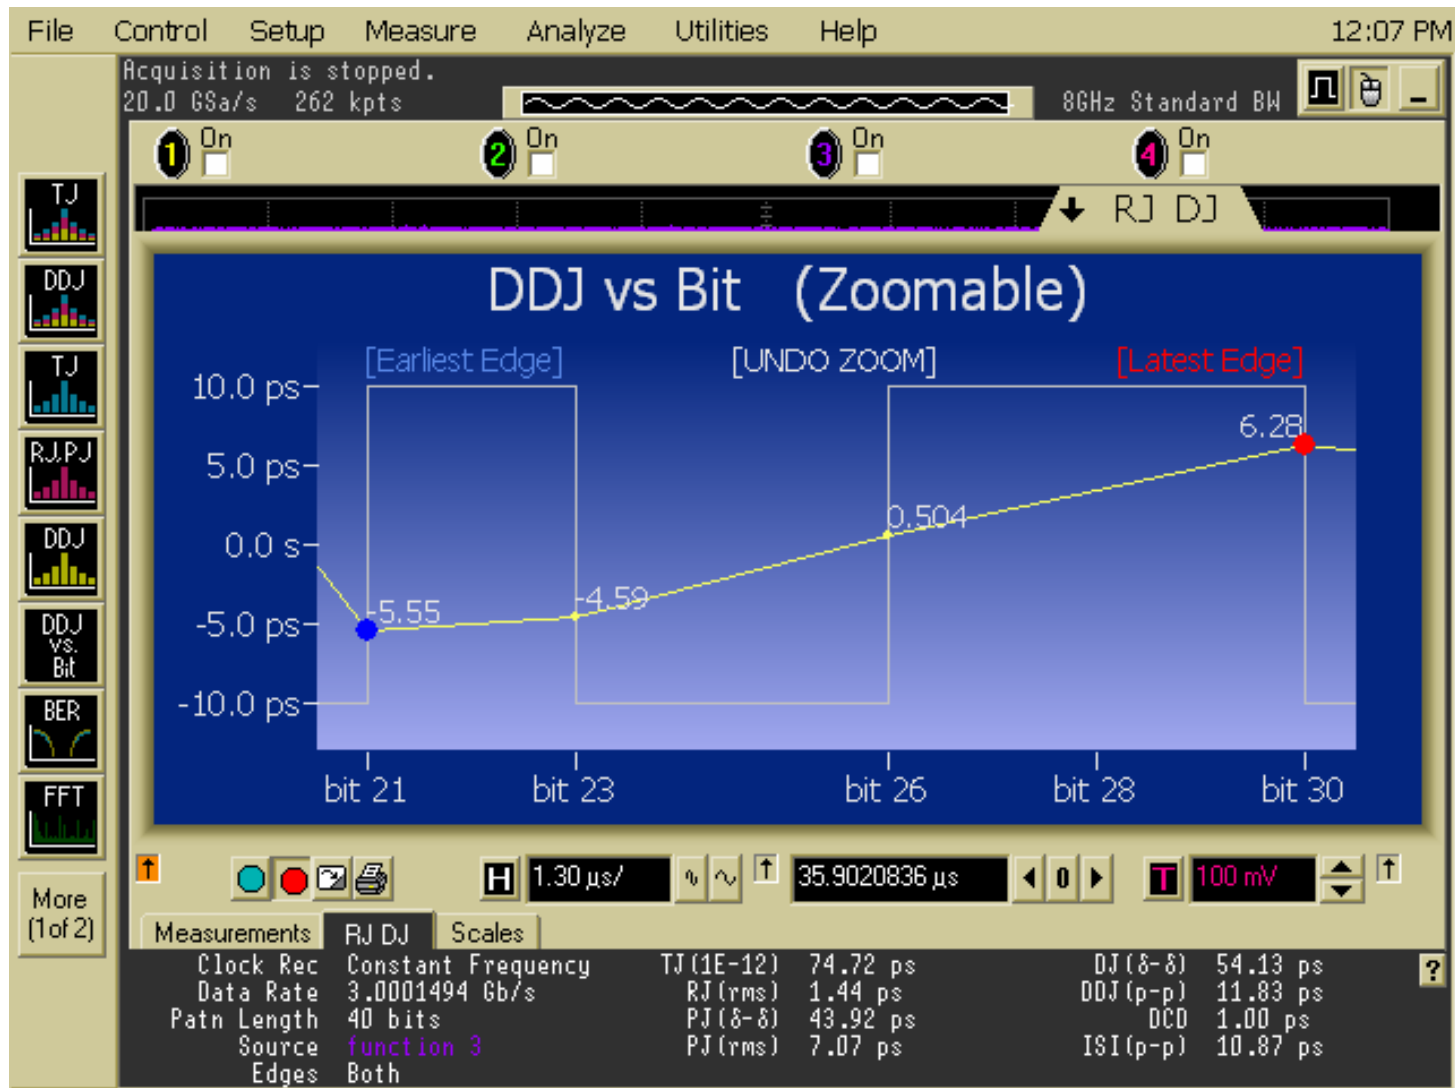 File Control Setup Measure Analyze Utilities Help 12:07 PM
Acquisition is stopped.
20.0 GSa/s 262 kpts 8GHz Standard BW
1 On 2 On 3 On 4 On
RJ DJ
TJ
DDJ
TJ
RJ,PJ
DDJ
DDJ
vs.
Bit
BER
FFT
More
(1of 2)
DDJ vs Bit (Zoomable)
[Earliest Edge] [UNDO ZOOM] [Latest Edge]
10.0 ps
5.0 ps
0.0 s
-5.0 ps
-10.0 ps
6.28
0.504
-4.59
-5.55
bit 21 bit 23 bit 26 bit 28 bit 30
H 1.30 µs/ 35.9020836 µs 0 T 100 mV
Measurements RJ DJ Scales
Clock Rec Constant Frequency TJ(1E-12) 74.72 ps DJ(δ-δ) 54.13 ps ?
Data Rate 3.0001494 Gb/s RJ(rms) 1.44 ps DDJ(p-p) 11.83 ps
Patn Length 40 bits PJ(δ-δ) 43.92 ps DCD 1.00 ps
Source function 3 PJ(rms) 7.07 ps ISI(p-p) 10.87 ps
Edges Both